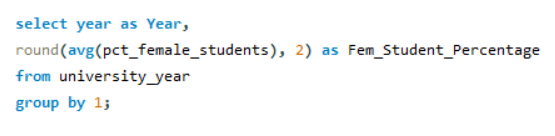 select year as Year,
round(avg(pct_female_students), 2) as Fem_Student_Percentage
from university_year
group by 1;